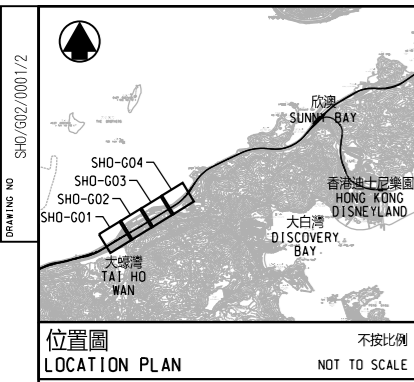 DRAWING NO SHO/G02/0001/2
欣澳
SUNNY BAY
SHO-G04
SHO-G03
SHO-G02
SHO-G01
香港迪士尼樂園
HONG KONG
DISNEYLAND
大白灣
DISCOVERY
BAY
大蠔灣
TAI HO
WAN
位置圖
不按比例
LOCATION PLAN
NOT TO SCALE